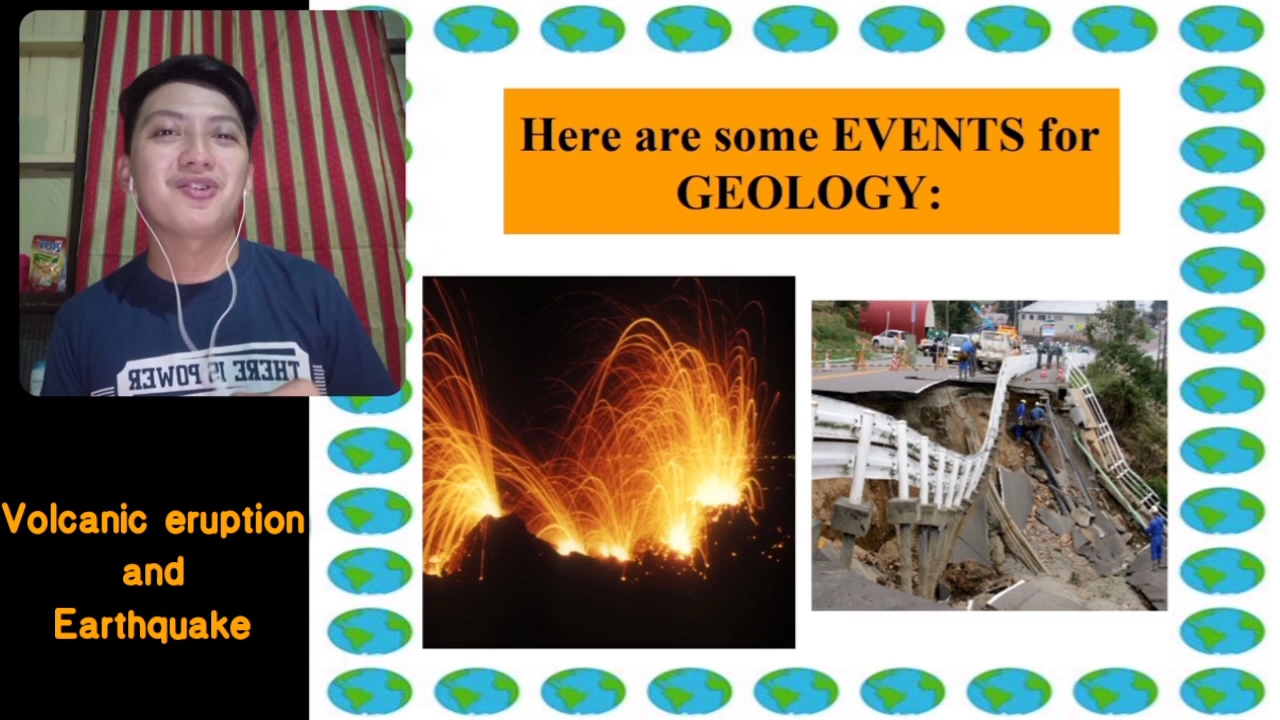 Here are some EVENTS for
GEOLOGY:
THERE IS POWER
Volcanic eruption
and
Earthquake